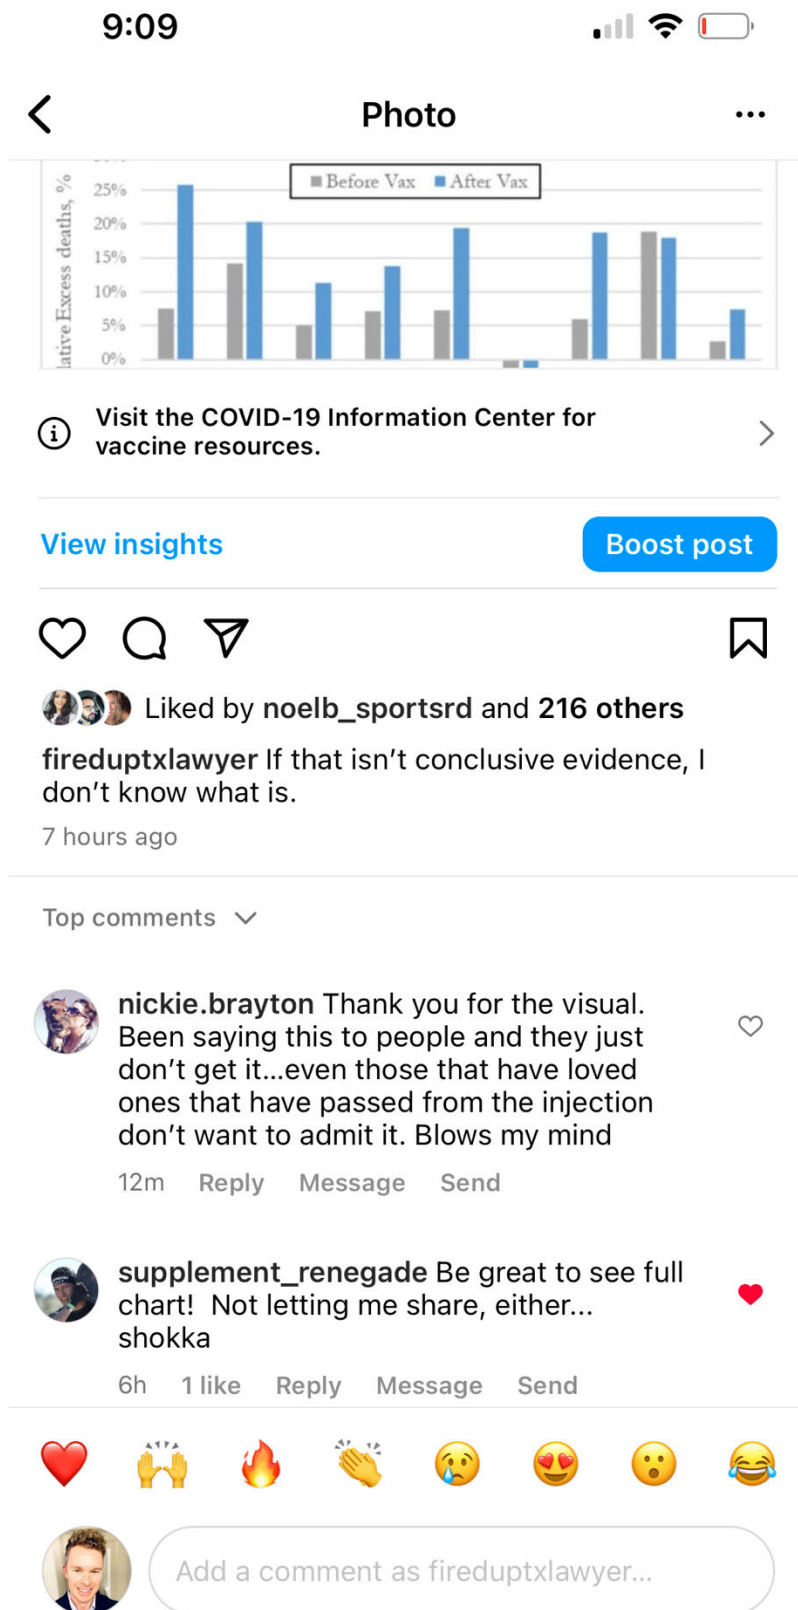 9:09
Photo
Before Vax After Vax
lative Excess deaths, %
25%
20%
15%
10%
5%
0%
Visit the COVID-19 Information Center for
vaccine resources.
View insights
Boost post
Liked by noelb_sportsrd and 216 others
fireduptxlawyer If that isn't conclusive evidence, I
don't know what is.
7 hours ago
Top comments
nickie.brayton Thank you for the visual.
Been saying this to people and they just
don't get it...even those that have loved
ones that have passed from the injection
don't want to admit it. Blows my mind
12m Reply Message Send
supplement_renegade Be great to see full
chart!  Not letting me share, either...
shokka
6h 1 like Reply Message Send
Add a comment as fireduptxlawyer...